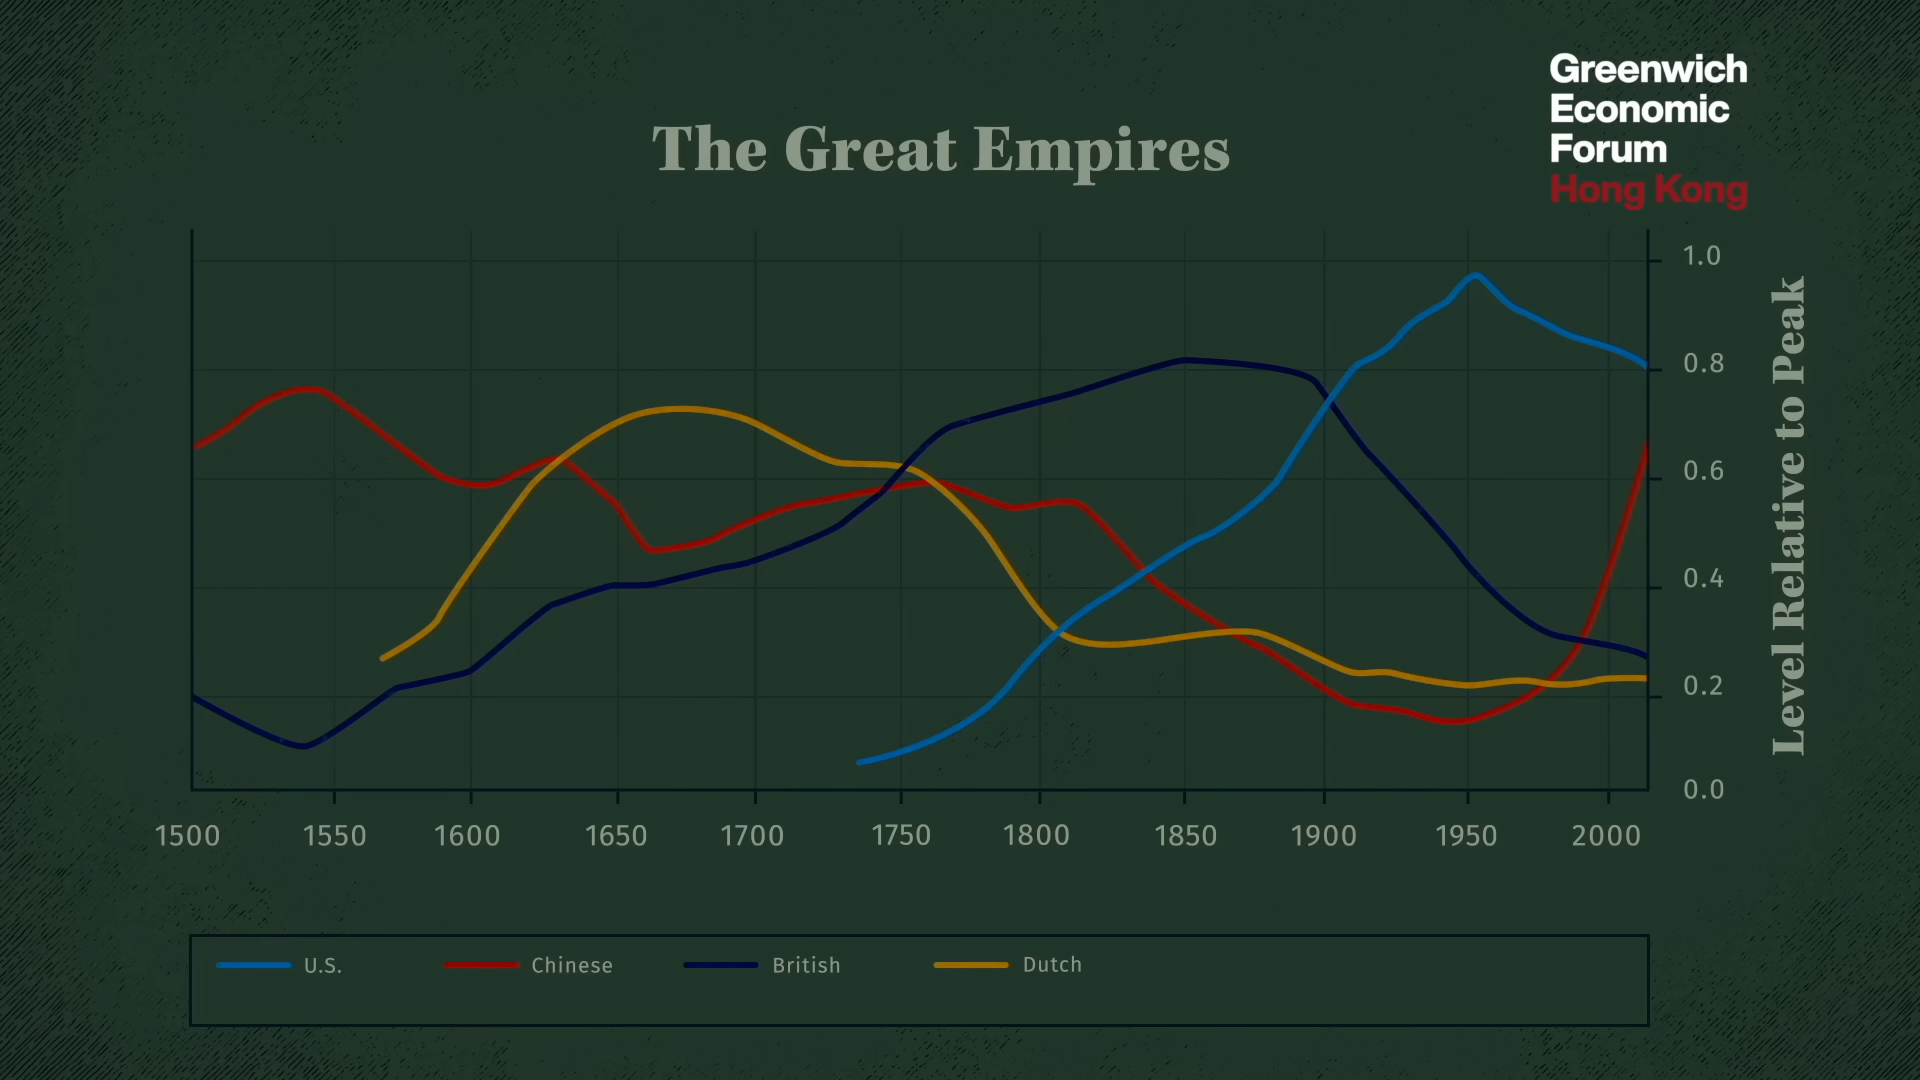 Greenwich
Economic
Forum
Hong Kong
The Great Empires
1.0
0.8
0.6
0.4
0.2
0.0
Level Relative to Peak
1500 1550 1600 1650 1700 1750 1800 1850 1900 1950 2000
U.S. Chinese British Dutch